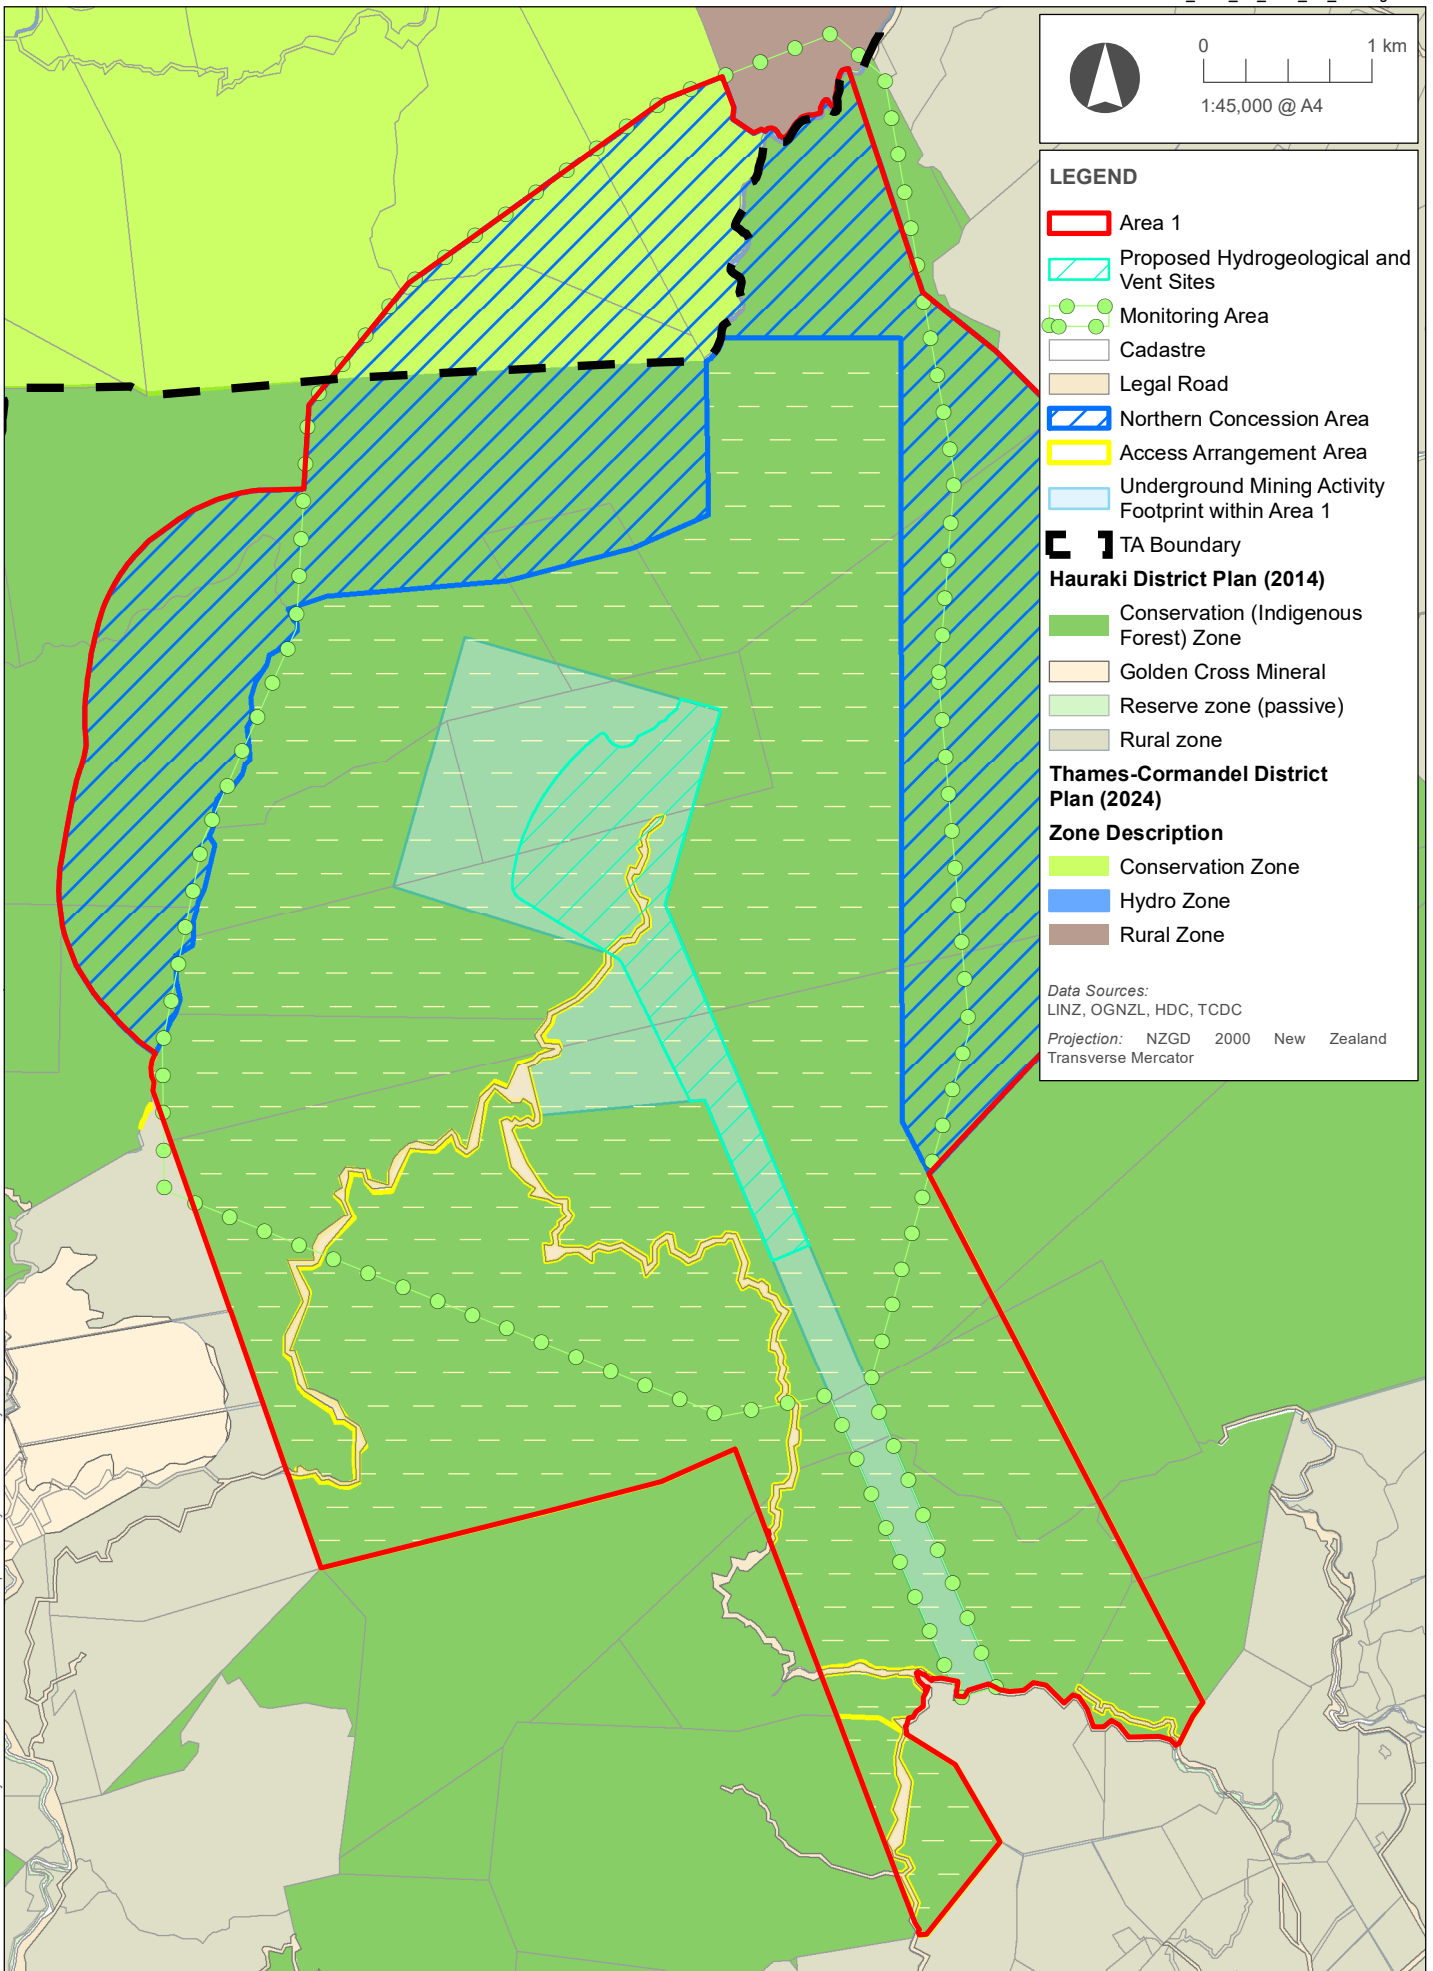 0 1 km
1:45,000 @ A4
LEGEND
Area 1
Proposed Hydrogeological and
Vent Sites
Monitoring Area
Cadastre
Legal Road
Northern Concession Area
Access Arrangement Area
Underground Mining Activity
Footprint within Area 1
TA Boundary
Hauraki District Plan (2014)
Conservation (Indigenous
Forest) Zone
Golden Cross Mineral
Reserve zone (passive)
Rural zone
Thames-Cormandel District
Plan (2024)
Zone Description
Conservation Zone
Hydro Zone
Rural Zone
Data Sources:
LINZ, OGNZL, HDC, TCDC
Projection: NZGD 2000 New Zealand
Transverse Mercator